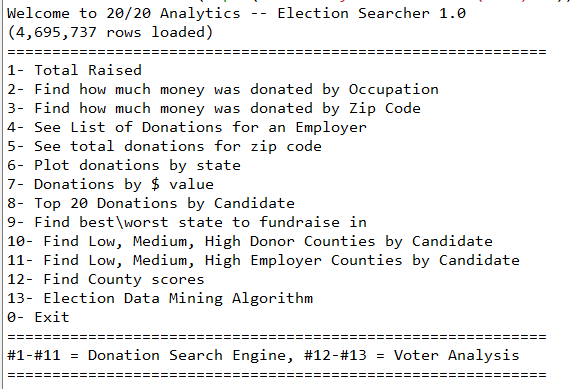 Welcome to 20/20 Analytics -- Election Searcher 1.0
(4,695,737 rows loaded)
============================================================
1- Total Raised
2- Find how much money was donated by Occupation
3- Find how much money was donated by Zip Code
4- See List of Donations for an Employer
5- See total donations for zip code
6- Plot donations by state
7- Donations by $ value
8- Top 20 Donations by Candidate
9- Find best\worst state to fundraise in
10- Find Low, Medium, High Donor Counties by Candidate
11- Find Low, Medium, High Employer Counties by Candidate
12- Find County scores
13- Election Data Mining Algorithm
0- Exit
============================================================
#1-#11 = Donation Search Engine, #12-#13 = Voter Analysis
============================================================